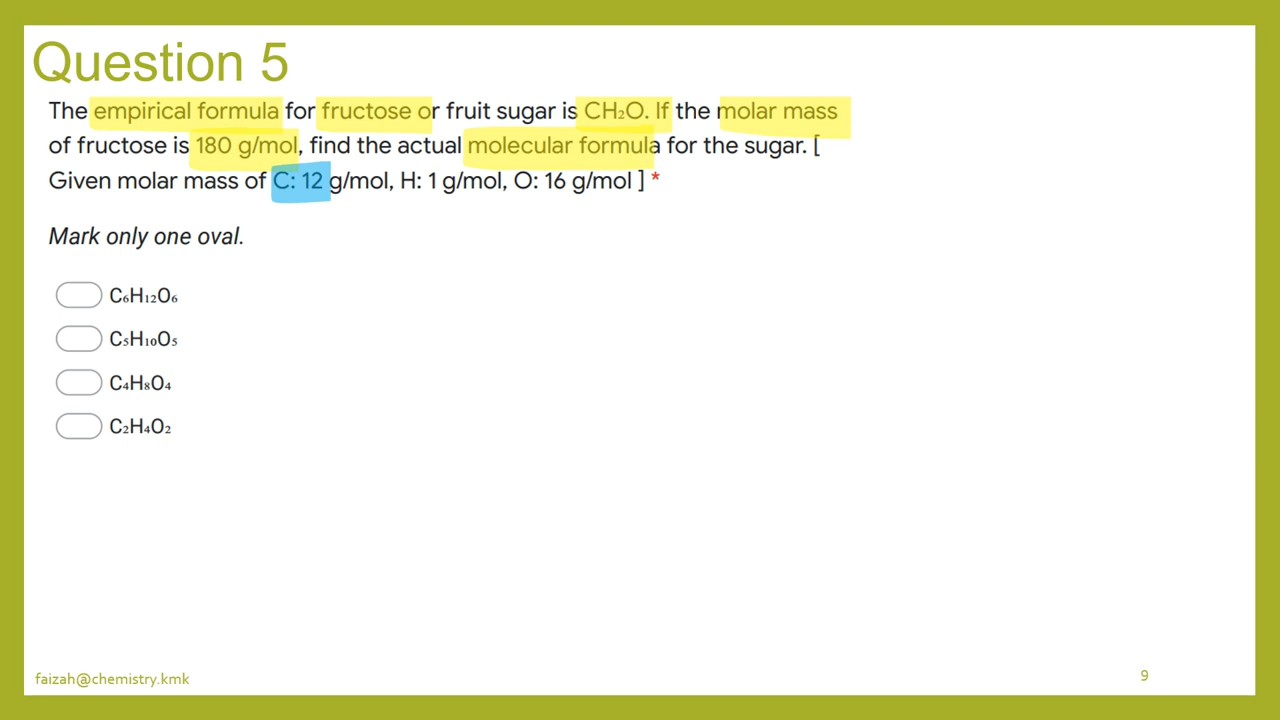 Question 5
The empirical formula for fructose or fruit sugar is CH₂O. If the molar mass
of fructose is 180 g/mol, find the actual molecular formula for the sugar. [
Given molar mass of C: 12 g/mol, H: 1 g/mol, O: 16 g/mol ] *
Mark only one oval.
C₆H₁₂O₆
C₅H₁₀O₅
C₄H₈O₄
C₂H₄O₂
faizah@chemistry.kmk
9